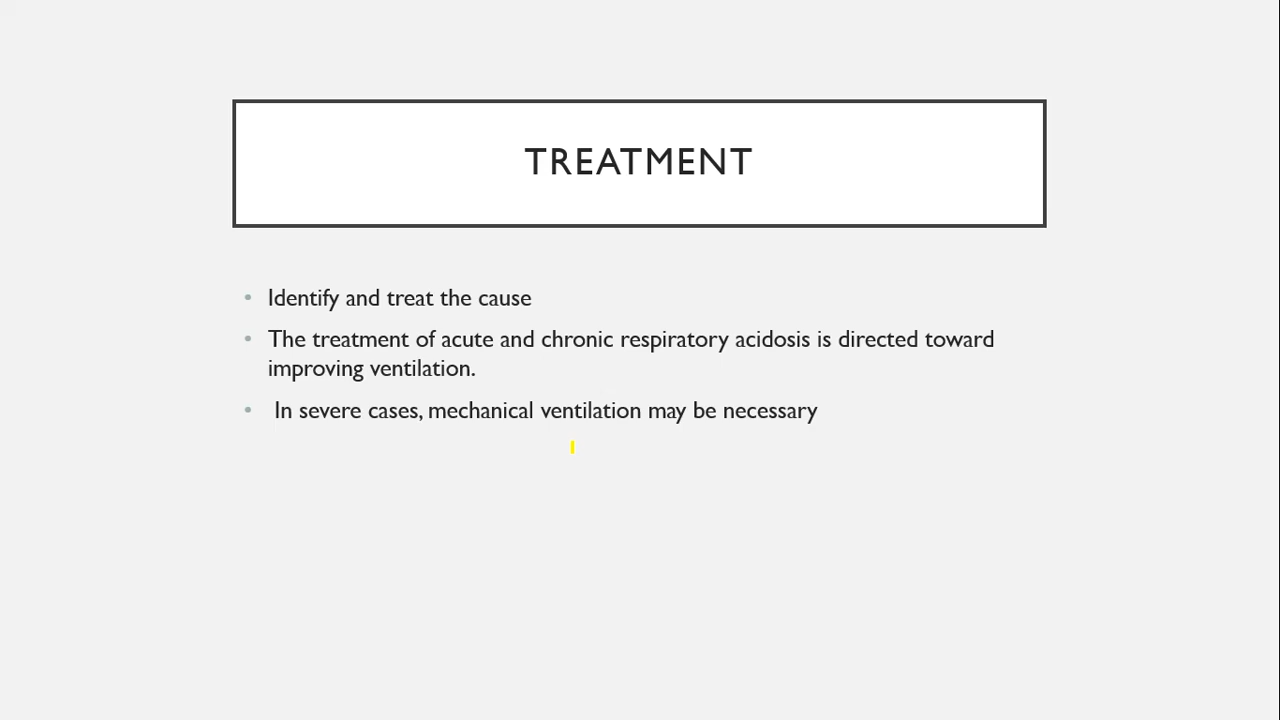 TREATMENT
• Identify and treat the cause
• The treatment of acute and chronic respiratory acidosis is directed toward
improving ventilation.
• In severe cases, mechanical ventilation may be necessary